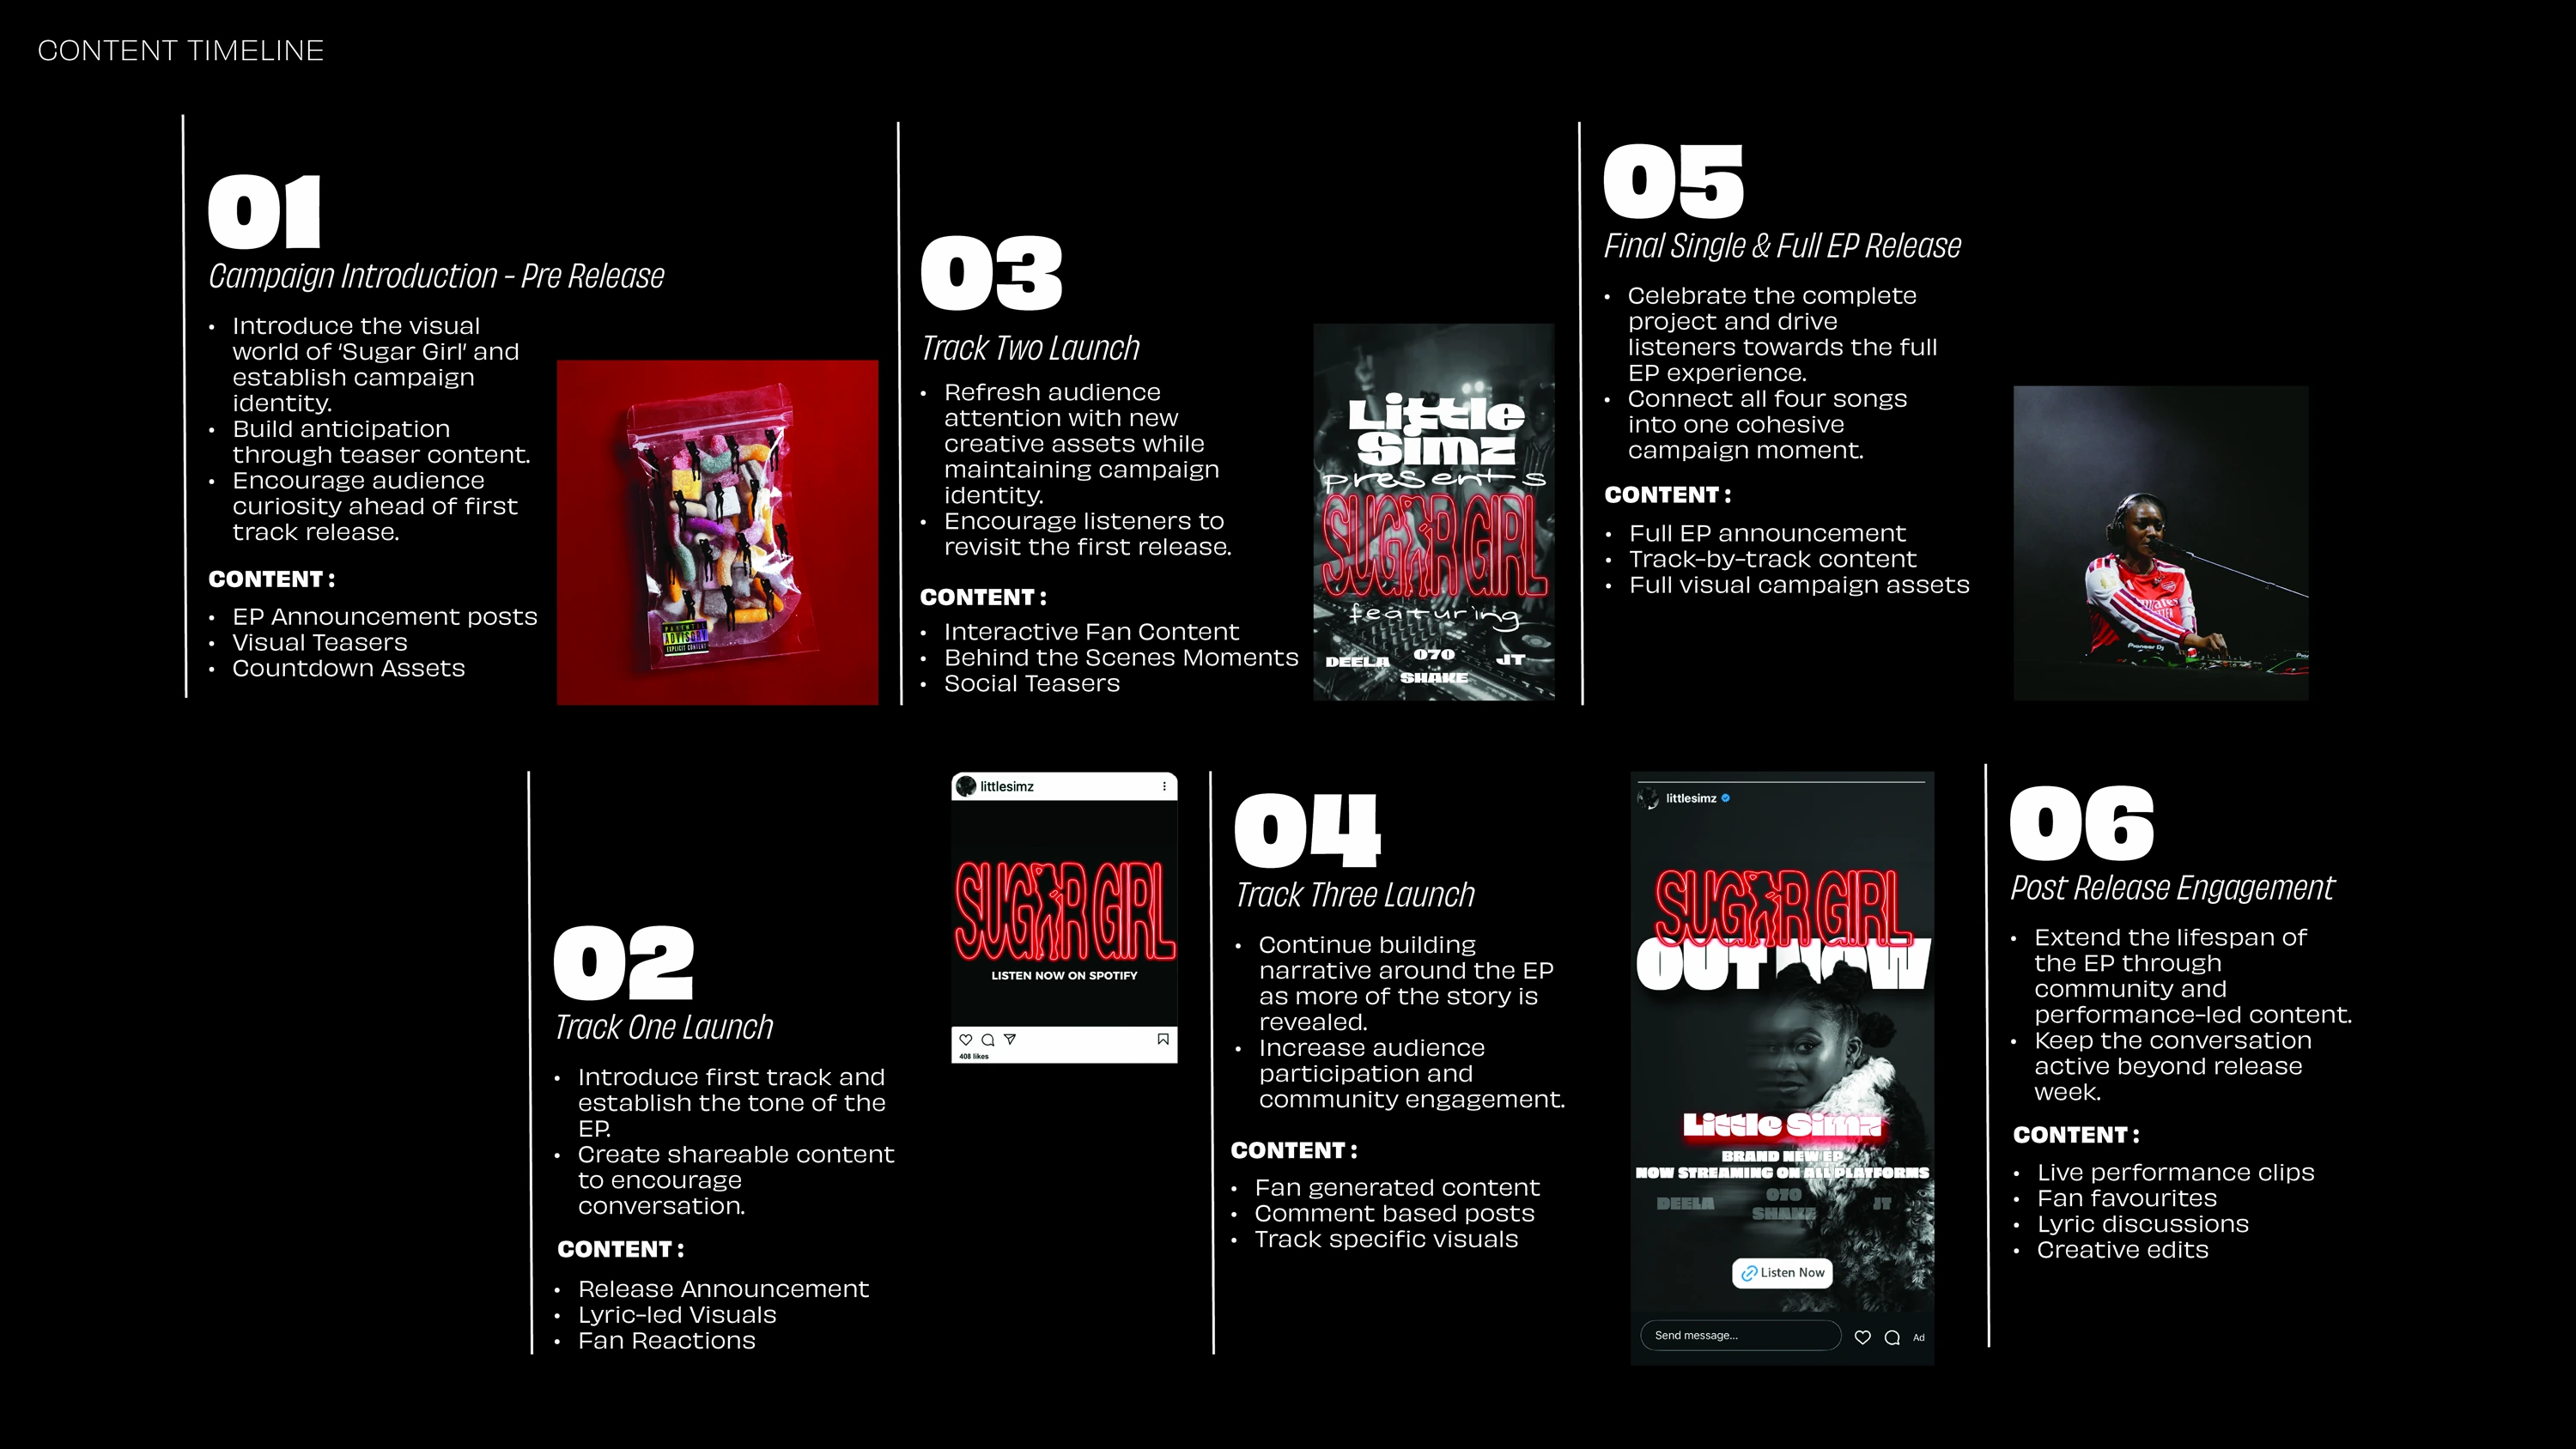 CONTENT TIMELINE
01
Campaign Introduction - Pre Release
• Introduce the visual
world of ‘Sugar Girl’ and
establish campaign
identity.
• Build anticipation
through teaser content.
• Encourage audience
curiosity ahead of first
track release.
CONTENT :
• EP Announcement posts
• Visual Teasers
• Countdown Assets
PARENTAL
ADVISORY
EXPLICIT CONTENT
03
Track Two Launch
• Refresh audience
attention with new
creative assets while
maintaining campaign
identity.
• Encourage listeners to
revisit the first release.
CONTENT :
• Interactive Fan Content
• Behind the Scenes Moments
• Social Teasers
Little
Simz
presents
SUGAR GIRL
featuring
DEELA 070 JT
SHAKE
05
Final Single & Full EP Release
• Celebrate the complete
project and drive
listeners towards the full
EP experience.
• Connect all four songs
into one cohesive
campaign moment.
CONTENT :
• Full EP announcement
• Track-by-track content
• Full visual campaign assets
Pioneer Dj
02
Track One Launch
• Introduce first track and
establish the tone of the
EP.
• Create shareable content
to encourage
conversation.
CONTENT :
• Release Announcement
• Lyric-led Visuals
• Fan Reactions
littlesimz
SUGAR GIRL
LISTEN NOW ON SPOTIFY
408 likes
04
Track Three Launch
• Continue building
narrative around the EP
as more of the story is
revealed.
• Increase audience
participation and
community engagement.
CONTENT :
• Fan generated content
• Comment based posts
• Track specific visuals
littlesimz
SUGAR GIRL
OUT NOW
Little Simz
BRAND NEW EP
NOW STREAMING ON ALL PLATFORMS
DEELA 070 JT
SHAKE
Listen Now
Send message...
Ad
06
Post Release Engagement
• Extend the lifespan of
the EP through
community and
performance-led content.
• Keep the conversation
active beyond release
week.
CONTENT :
• Live performance clips
• Fan favourites
• Lyric discussions
• Creative edits